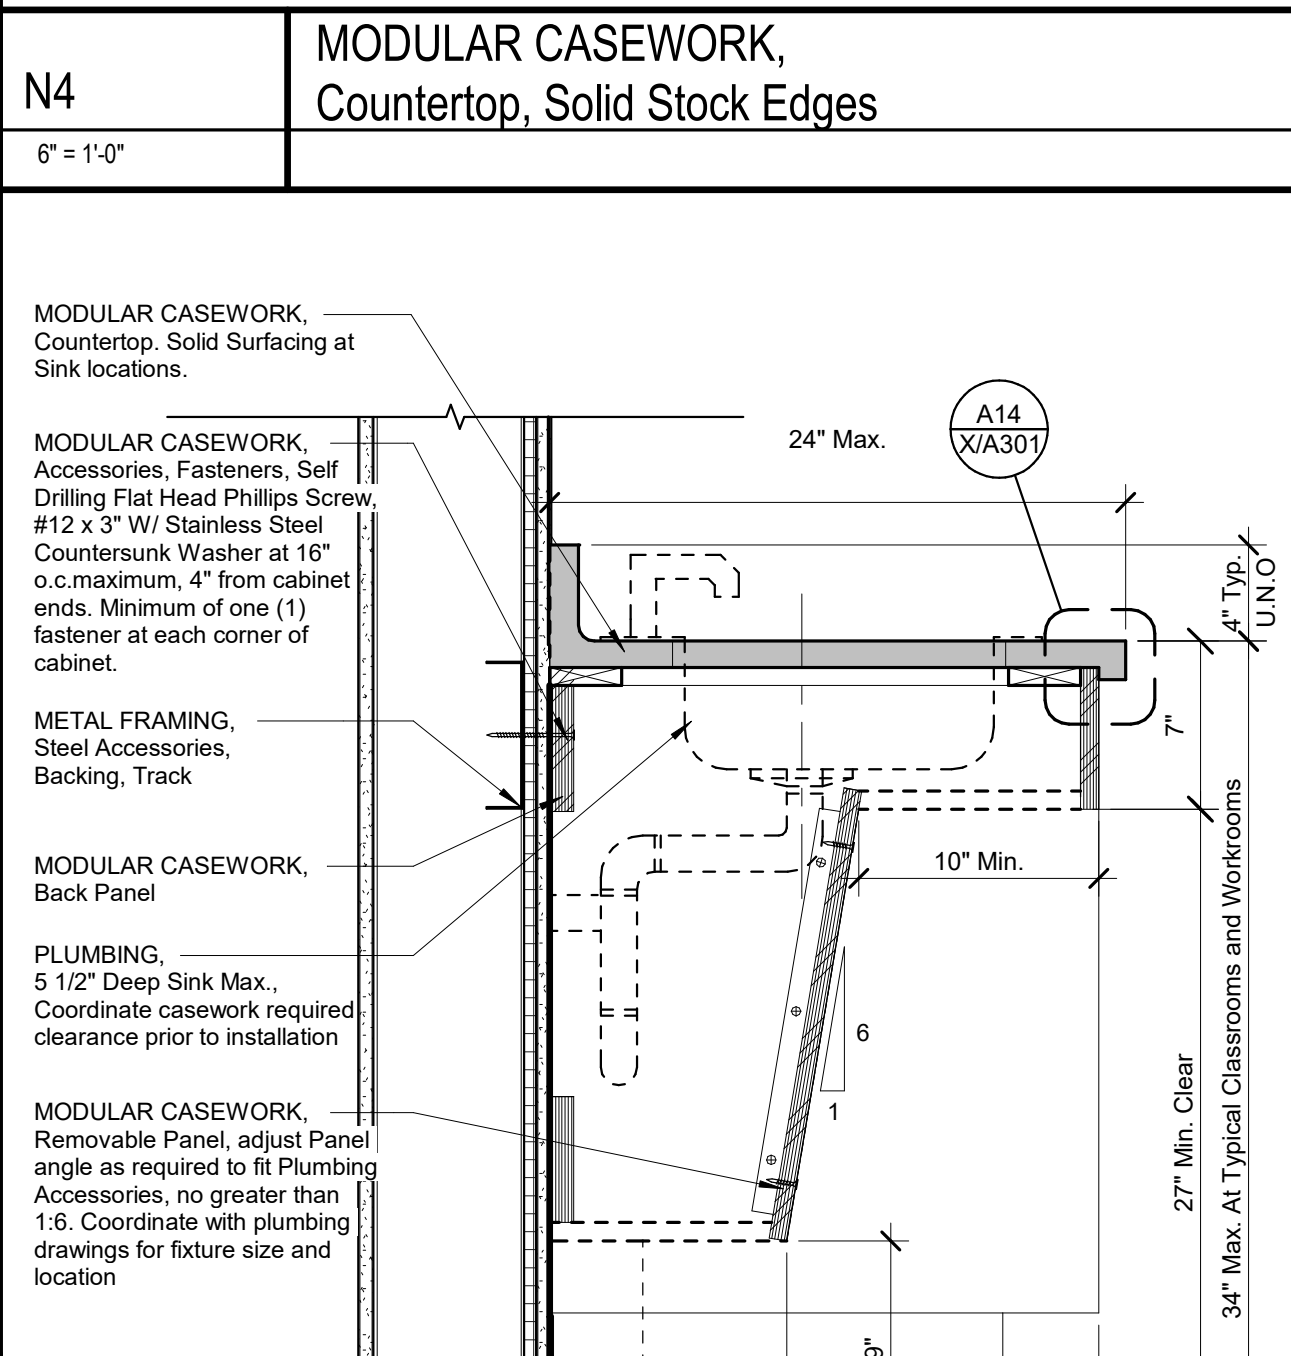 N4
MODULAR CASEWORK,
Countertop, Solid Stock Edges
6" = 1'-0"
MODULAR CASEWORK,
Countertop. Solid Surfacing at
Sink locations.
MODULAR CASEWORK,
Accessories, Fasteners, Self
Drilling Flat Head Phillips Screw,
#12 x 3" W/ Stainless Steel
Countersunk Washer at 16"
o.c.maximum, 4" from cabinet
ends. Minimum of one (1)
fastener at each corner of
cabinet.
METAL FRAMING,
Steel Accessories,
Backing, Track
MODULAR CASEWORK,
Back Panel
PLUMBING,
5 1/2" Deep Sink Max.,
Coordinate casework required
clearance prior to installation
MODULAR CASEWORK,
Removable Panel, adjust Panel
angle as required to fit Plumbing
Accessories, no greater than
1:6. Coordinate with plumbing
drawings for fixture size and
location
24" Max.
A14
X/A301
4" Typ.
U.N.O
7"
10" Min.
6
1
27" Min. Clear
34" Max. At Typical Classrooms and Workrooms
9"